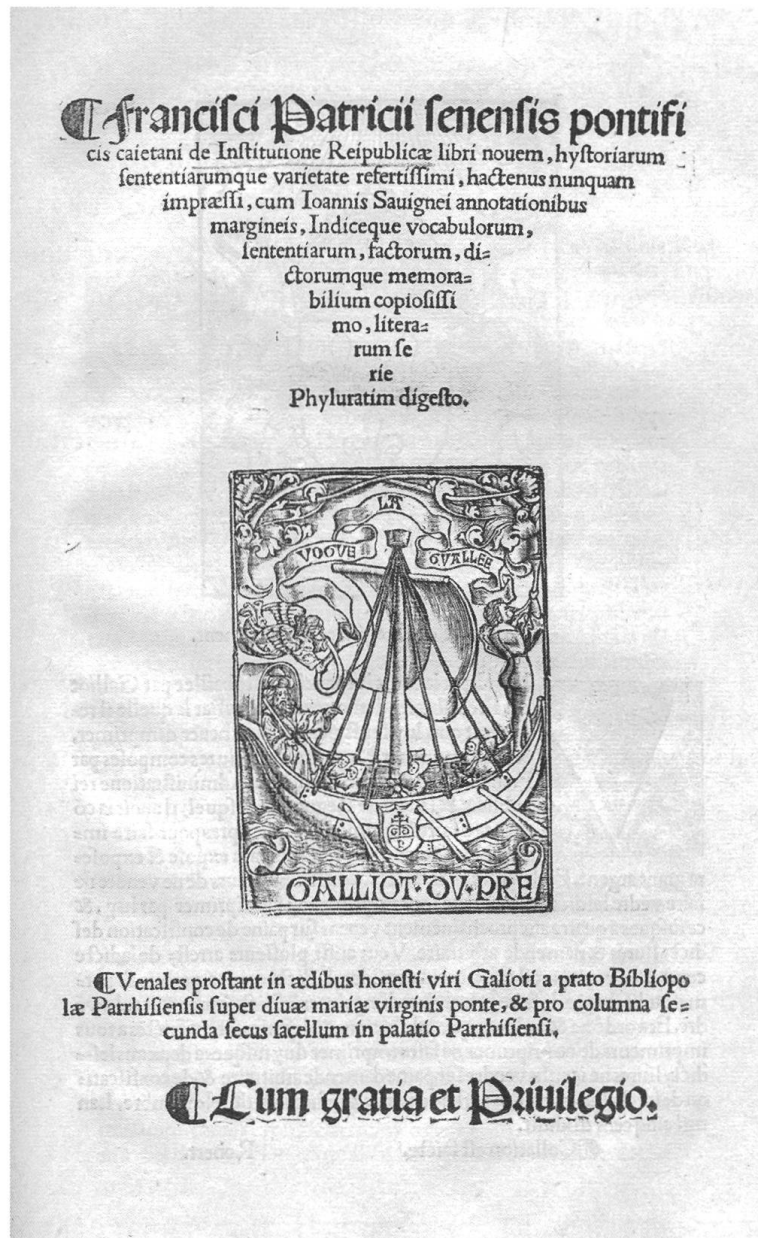 ¶ Franciſci Patricii ſenenſis pontifi
cis caietani de Inſtitutione Reipublicæ libri nouem, hyſtoriarum
ſententiarumque varietate refertiſſimi, hactenus nunquam
impræſſi, cum Ioannis Sauignei annotationibus
margineis, Indiceque vocabulorum,
ſententiarum, factorum, di=
ctorumque memora=
bilium copioſiſſi
mo, litera=
rum ſe
rie
Phyluratim digeſto.
LA
VOGVE GVALLEE
GALLIOT·DV·PRE
¶ Venales proſtant in ædibus honeſti viri Galioti a prato Bibliopo
læ Parrhiſienſis ſuper diuæ mariæ virginis ponte, & pro columna ſe=
cunda ſecus ſacellum in palatio Parrhiſienſi.
¶ Cum gratia et Priuilegio.